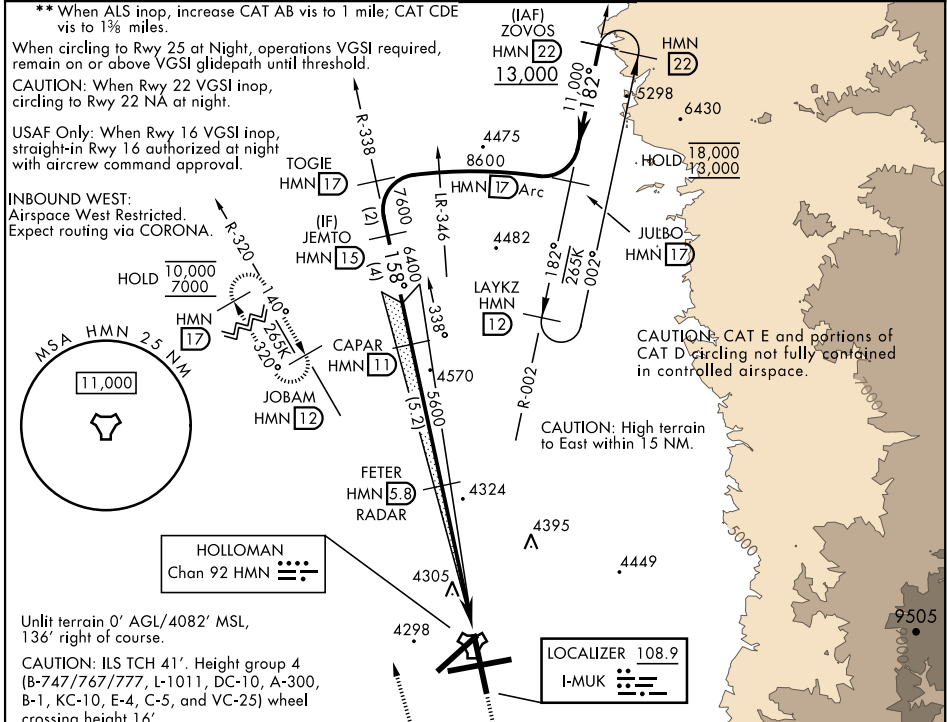 ** When ALS inop, increase CAT AB vis to 1 mile; CAT CDE
vis to 1⅜ miles.
When circling to Rwy 25 at Night, operations VGSI required,
remain on or above VGSI glidepath until threshold.
CAUTION: When Rwy 22 VGSI inop,
circling to Rwy 22 NA at night.
USAF Only: When Rwy 16 VGSI inop,
straight-in Rwy 16 authorized at night
with aircrew command approval.
INBOUND WEST:
Airspace West Restricted.
Expect routing via CORONA.
(IAF)
ZOVOS
HMN 22
13,000
HMN
22
11,000
182°
5298
6430
4475
8600
HMN 17 Arc
HOLD 18,000
13,000
R-338
TOGIE
HMN 17
7600
(2)
LR-346
(IF)
JEMTO
HMN 15
(4)
6400
158°
4482
JULBO
HMN 17
182°
265K
002°
LAYKZ
HMN
12
R-002
R-320
HOLD 10,000
7000
HMN
17
140°
265K
320°
JOBAM
HMN 12
338°
CAPAR
HMN 11
4570
5600
(5.2)
MSA HMN 25 NM
11,000
CAUTION: CAT E and portions of
CAT D circling not fully contained
in controlled airspace.
7000
CAUTION: High terrain
to East within 15 NM.
FETER
HMN 5.8
RADAR
4324
4395
5000
4449
HOLLOMAN
Chan 92 HMN
4305
4298
9505
Unlit terrain 0' AGL/4082' MSL,
136' right of course.
LOCALIZER 108.9
I-MUK
CAUTION: ILS TCH 41'. Height group 4
(B-747/767/777, L-1011, DC-10, A-300,
B-1, KC-10, E-4, C-5, and VC-25) wheel
crossing height 16'.